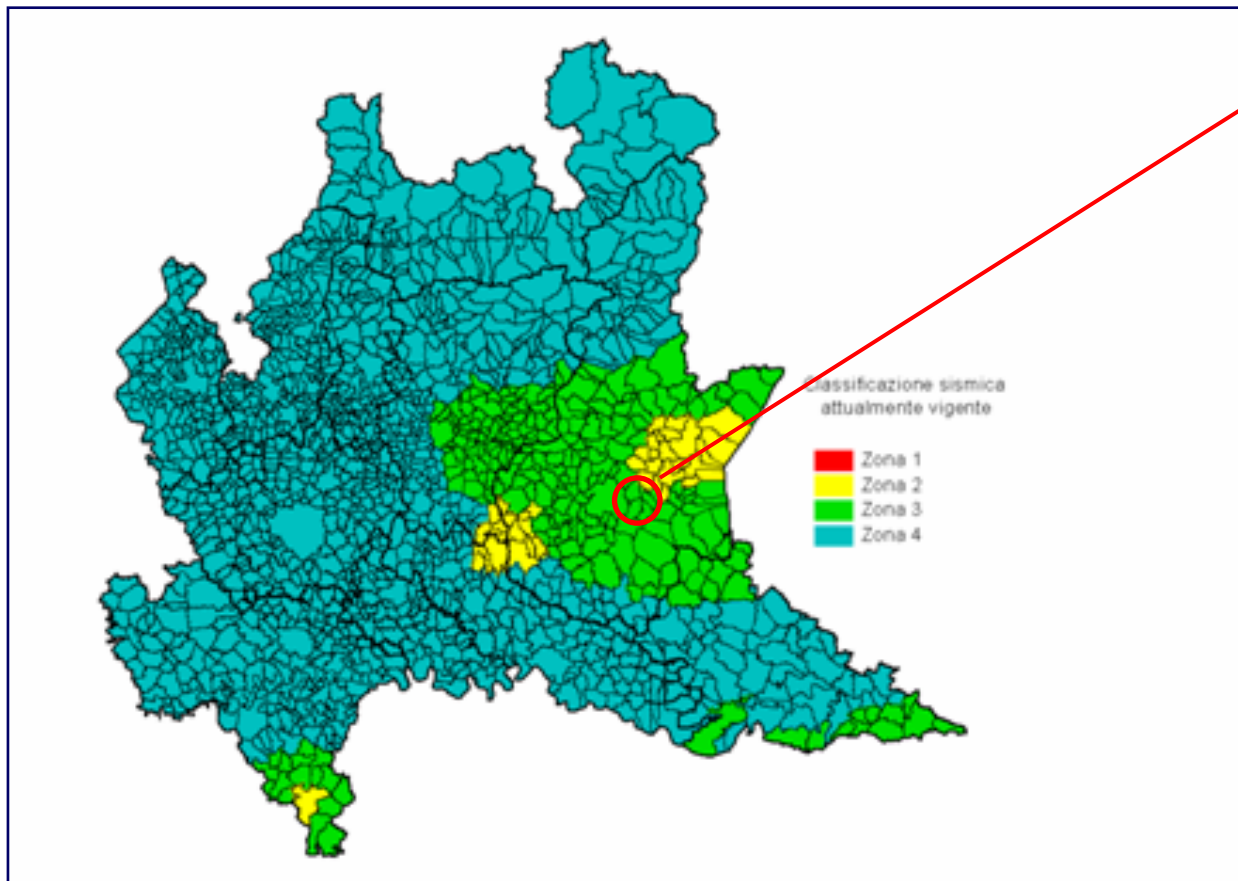 Classificazione sismica
attualmente vigente
Zona 1
Zona 2
Zona 3
Zona 4